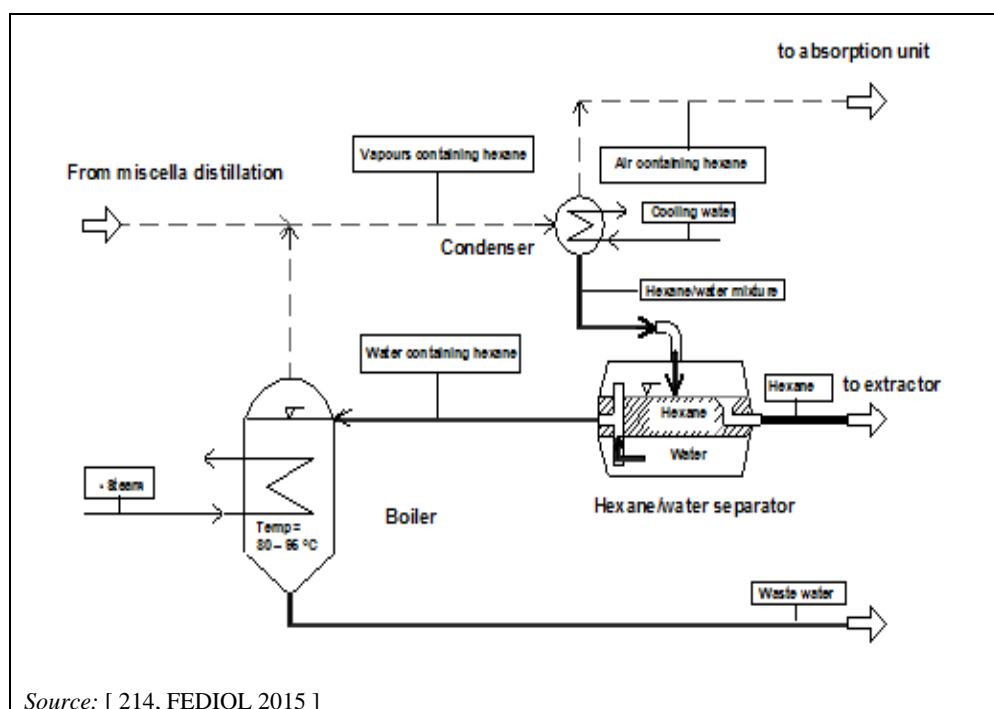 to absorption unit
Vapours containing hexane
Air containing hexane
From miscella distillation
Cooling water
Condenser
Hexane/water mixture
Water containing hexane
Hexane
to extractor
Hexane
Water
- Steam
Boiler
Hexane/water separator
Temp=
80 – 95 °C
Waste water
Source: [ 214, FEDIOL 2015 ]